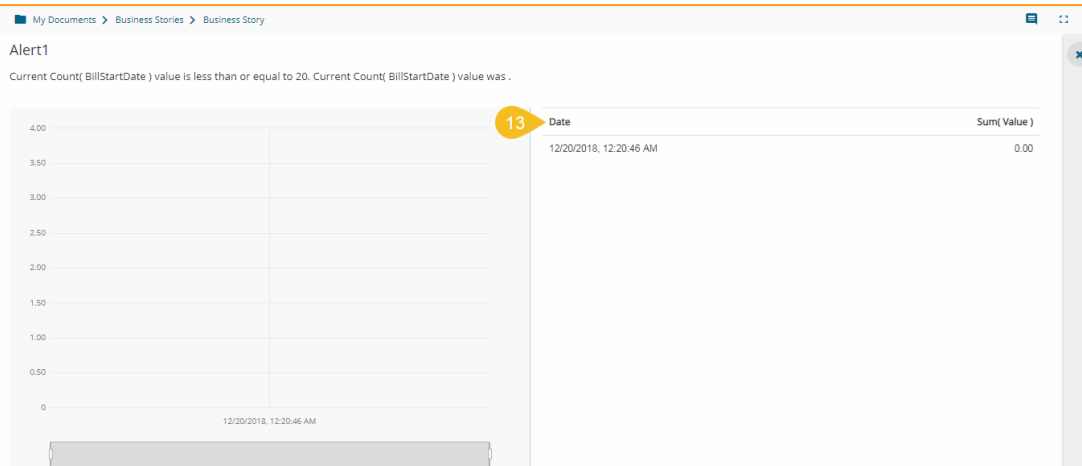 My Documents > Business Stories > Business Story
Alert1
Current Count( BillStartDate ) value is less than or equal to 20. Current Count( BillStartDate ) value was .
4.00
3.50
3.00
2.50
2.00
1.50
1.00
0.50
0
12/20/2018, 12:20:46 AM
13
Date Sum( Value )
12/20/2018, 12:20:46 AM 0.00